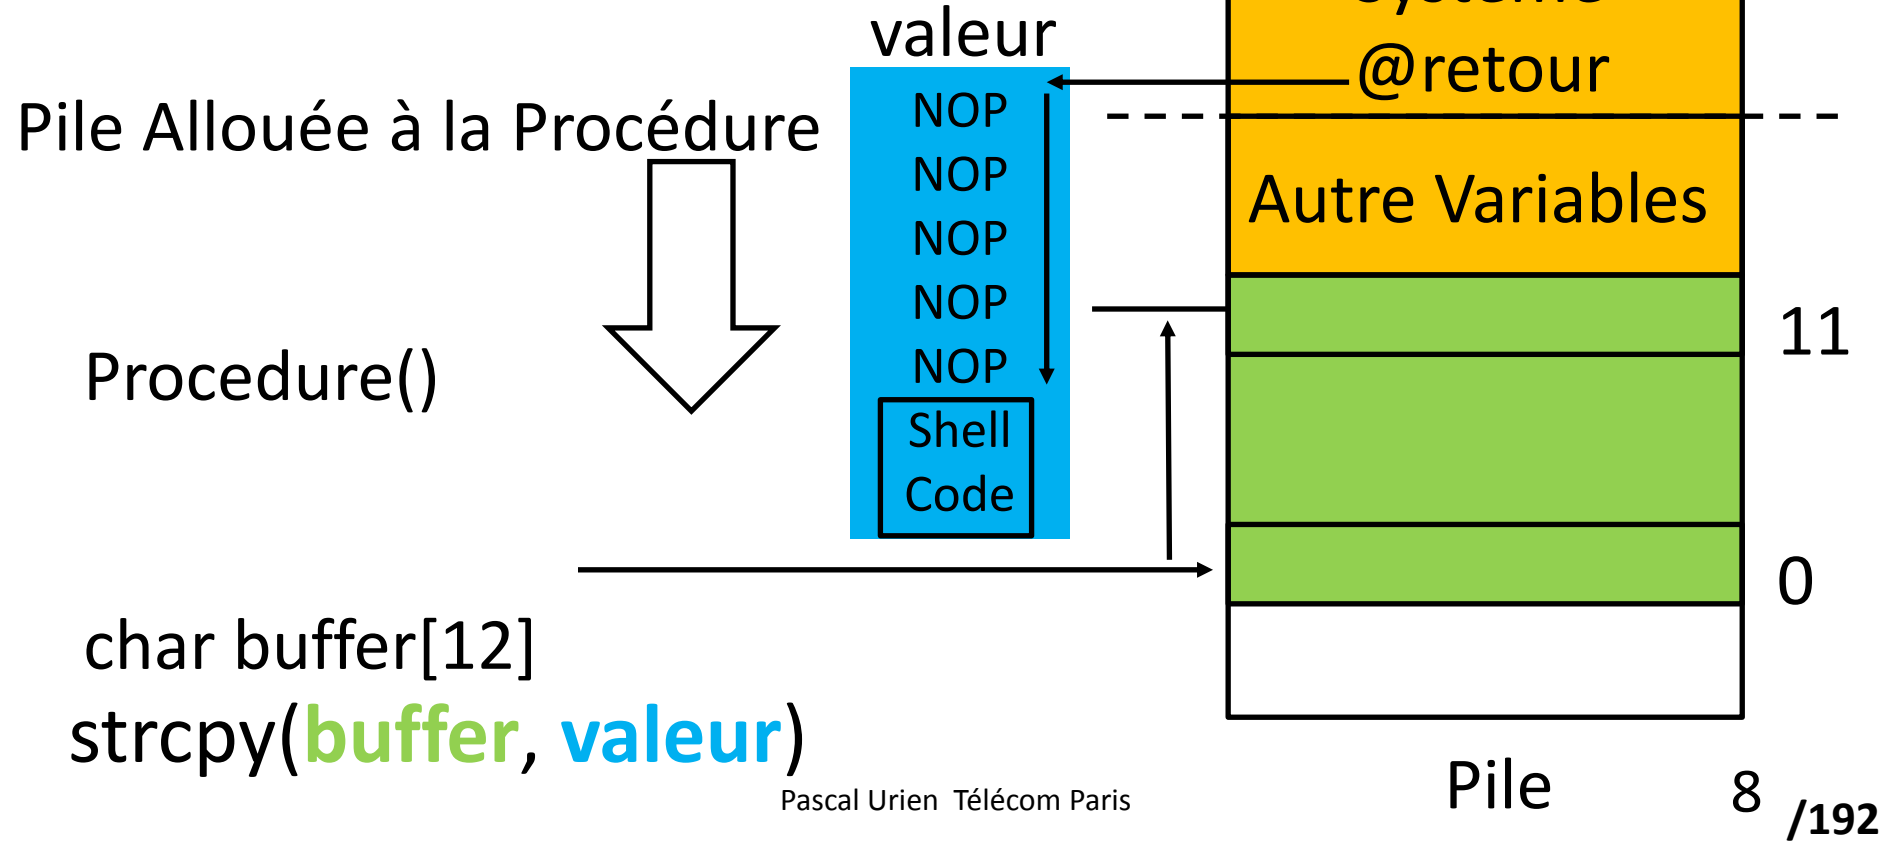 valeur
@retour
Pile Allouée à la Procédure
NOP
NOP
NOP
NOP
NOP
Shell
Code
Autre Variables
11
Procedure()
0
char buffer[12]
strcpy(buffer, valeur)
Pile
Pascal Urien Télécom Paris
8 /192